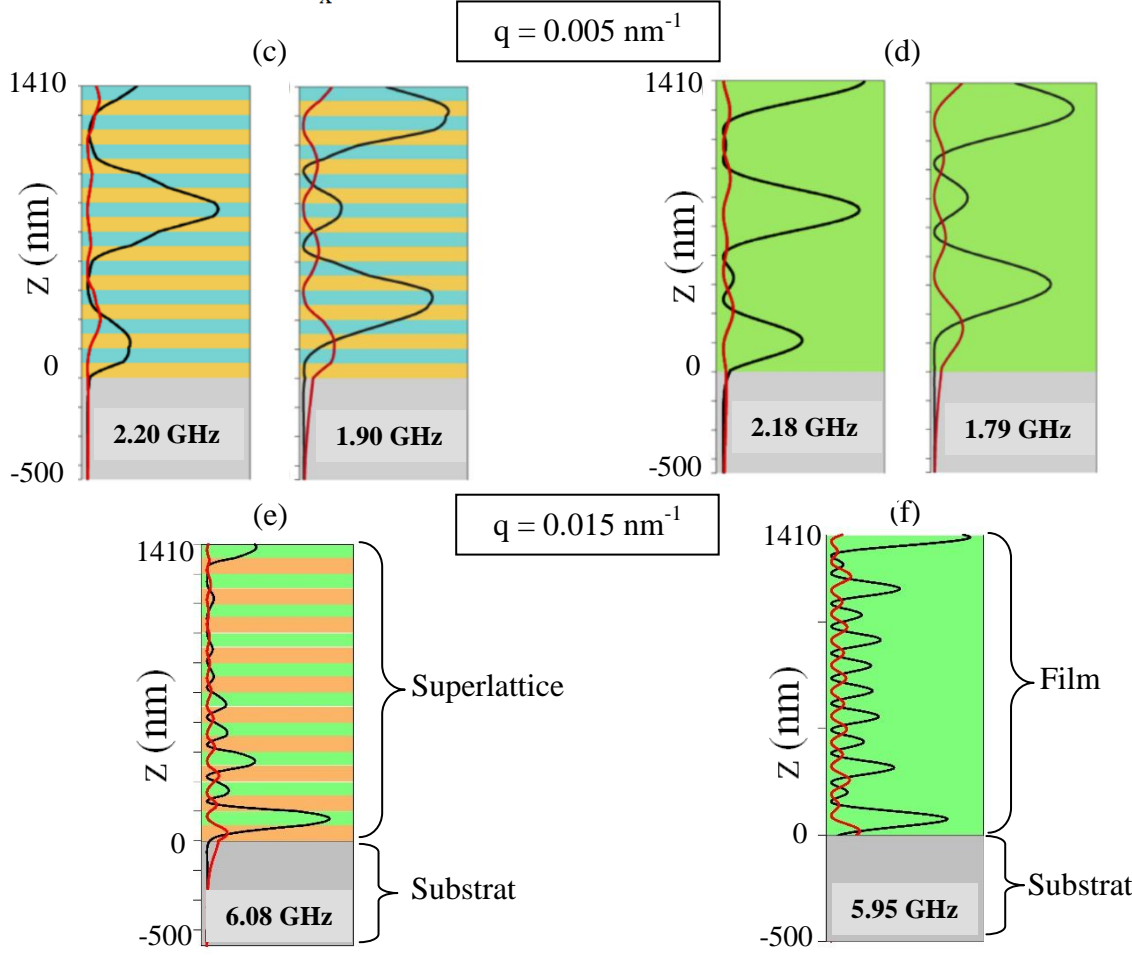 x
q = 0.005 nm-1
(c)
(d)
1410
1410
Z (nm)
Z (nm)
0
0
2.20 GHz
1.90 GHz
2.18 GHz
1.79 GHz
-500
-500
q = 0.015 nm-1
(e)
(f)
1410
1410
Superlattice
Film
Z (nm)
Z (nm)
0
0
Substrat
Substrat
6.08 GHz
5.95 GHz
-500
-500